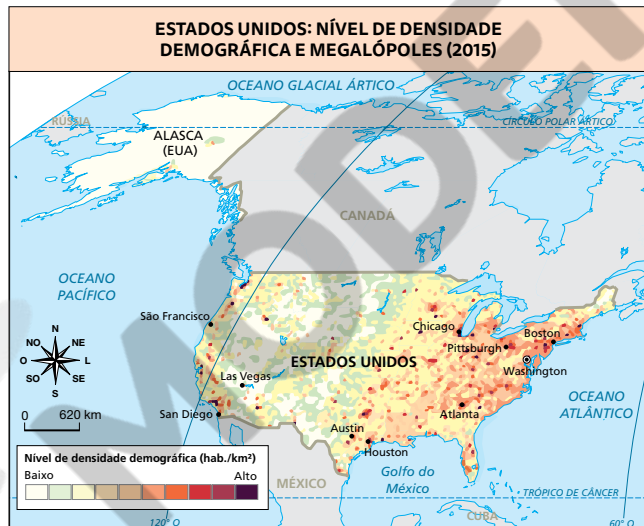 ESTADOS UNIDOS: NÍVEL DE DENSIDADE
DEMOGRÁFICA E MEGALÓPOLES (2015)
OCEANO GLACIAL ÁRTICO
RÚSSIA
CÍRCULO POLAR ÁRTICO
ALASCA
(EUA)
CANADÁ
OCEANO
PACÍFICO
São Francisco
Chicago
Boston
Pittsburgh
ESTADOS UNIDOS
Washington
N
NO
NE
O
L
SO
SE
S
Las Vegas
OCEANO
ATLÂNTICO
0 620 km
San Diego
Atlanta
Austin
Houston
Nível de densidade demográfica (hab./km²)
Baixo
Alto
MÉXICO
Golfo do
México
TRÓPICO DE CÂNCER
CUBA
120° O
60° O
MODE